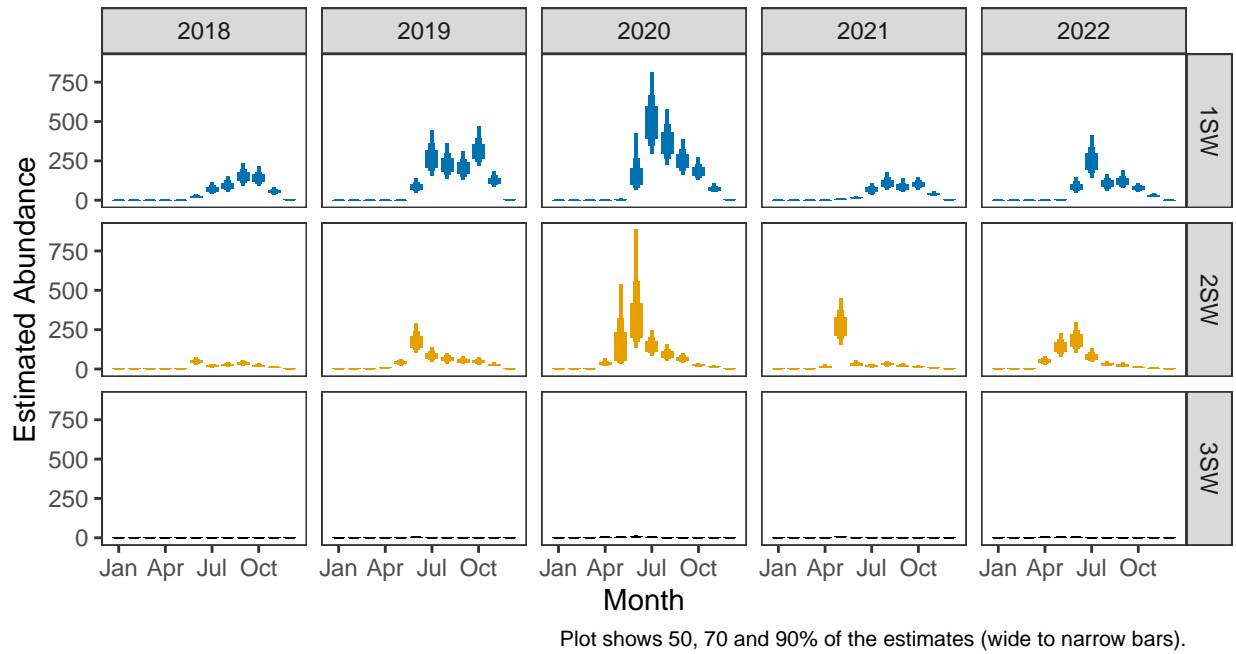 2018 2019 2020 2021 2022
Estimated Abundance
750
500
250
0
1SW
750
500
250
0
2SW
750
500
250
0
3SW
Jan Apr Jul Oct Jan Apr Jul Oct Jan Apr Jul Oct Jan Apr Jul Oct Jan Apr Jul Oct
Month
Plot shows 50, 70 and 90% of the estimates (wide to narrow bars).